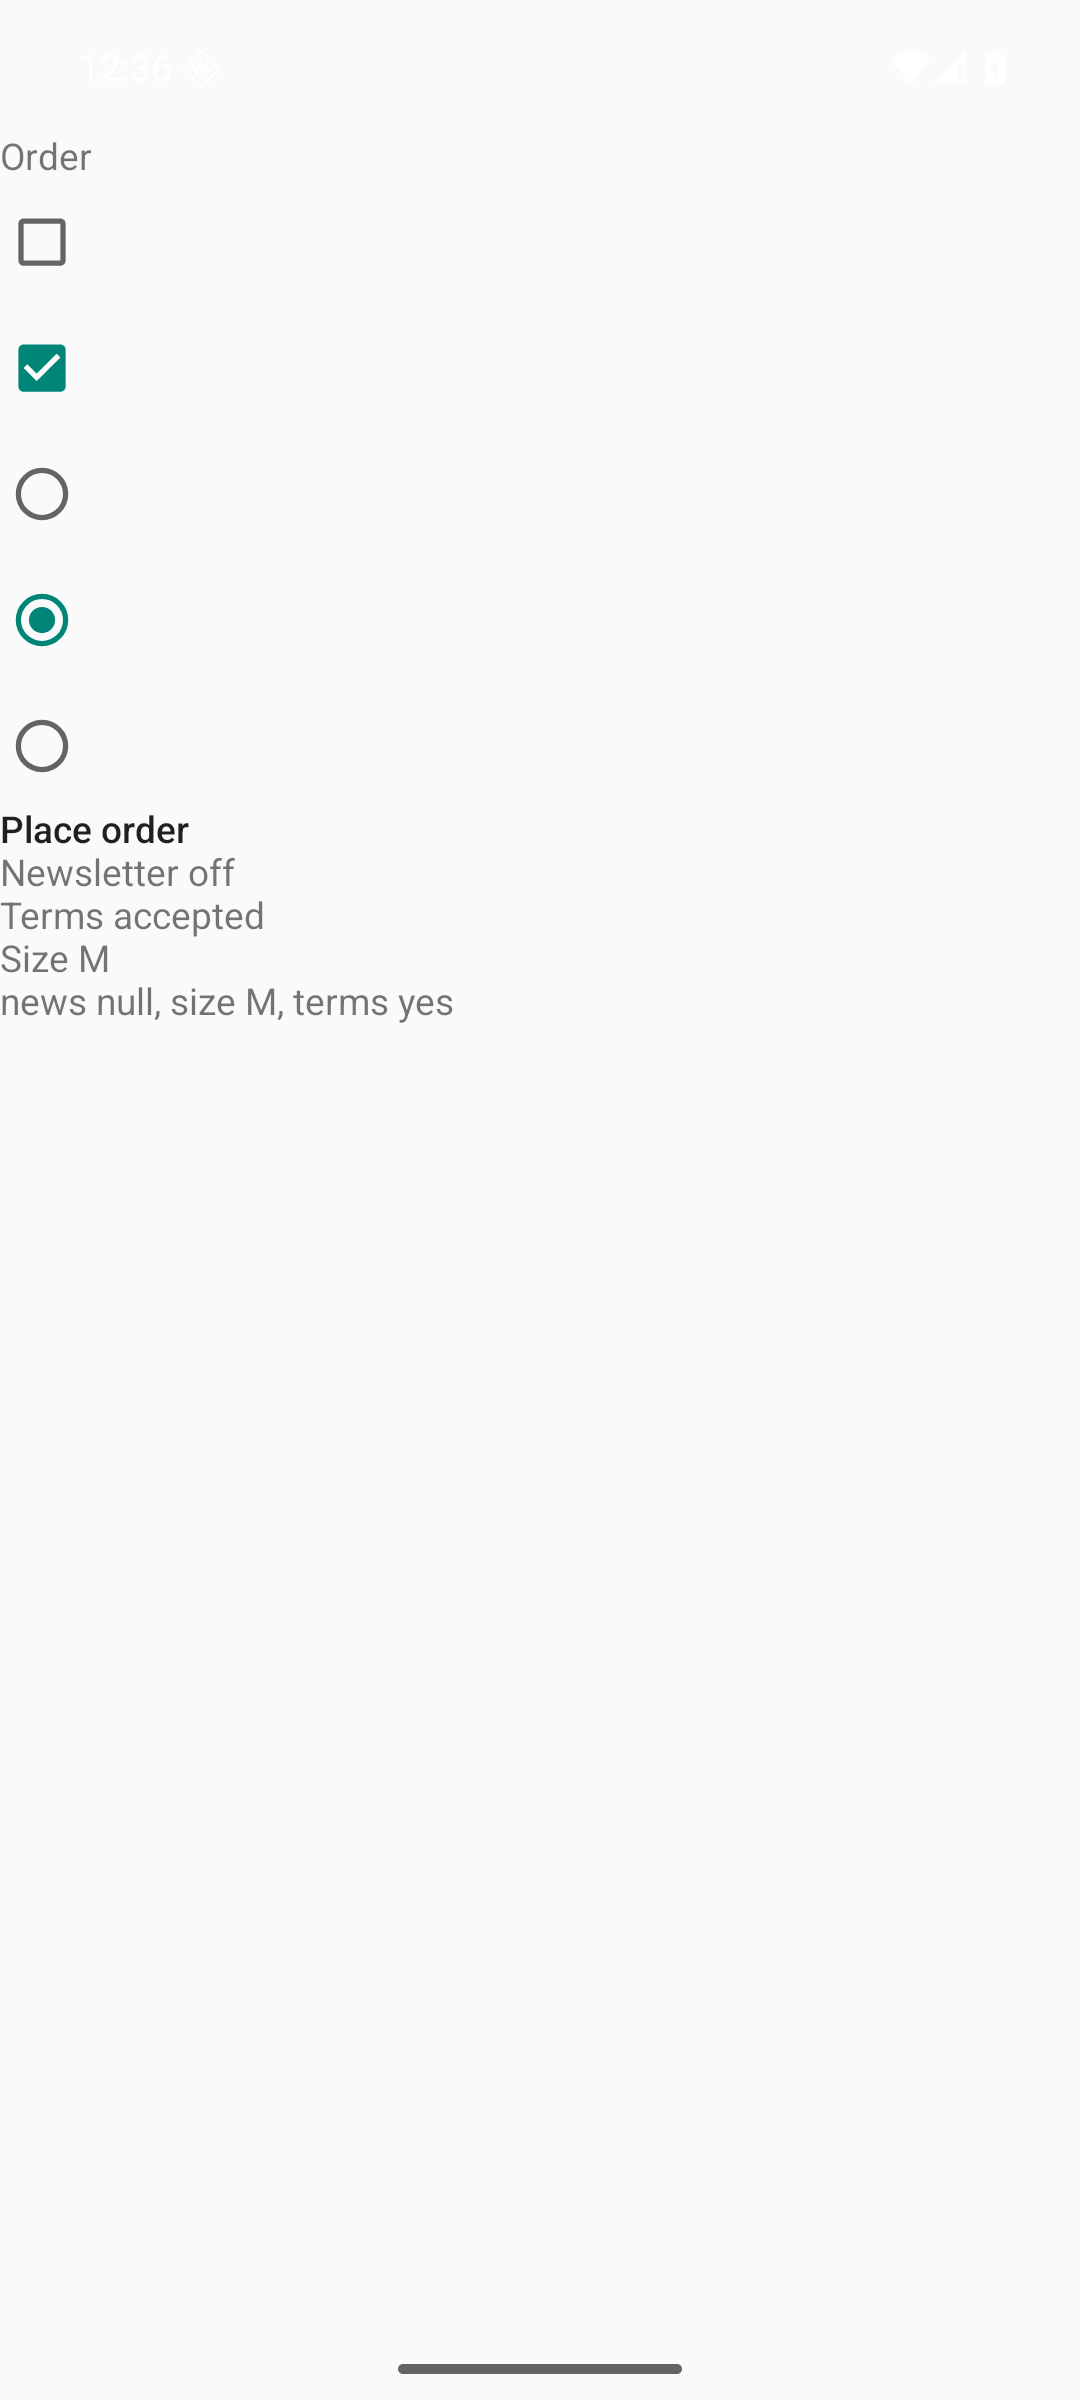 12:36
Order
Place order
Newsletter off
Terms accepted
Size M
news null, size M, terms yes